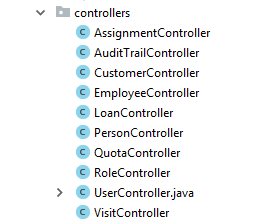 controllers
AssignmentController
AuditTrailController
CustomerController
EmployeeController
LoanController
PersonController
QuotaController
RoleController
UserController.java
VisitController